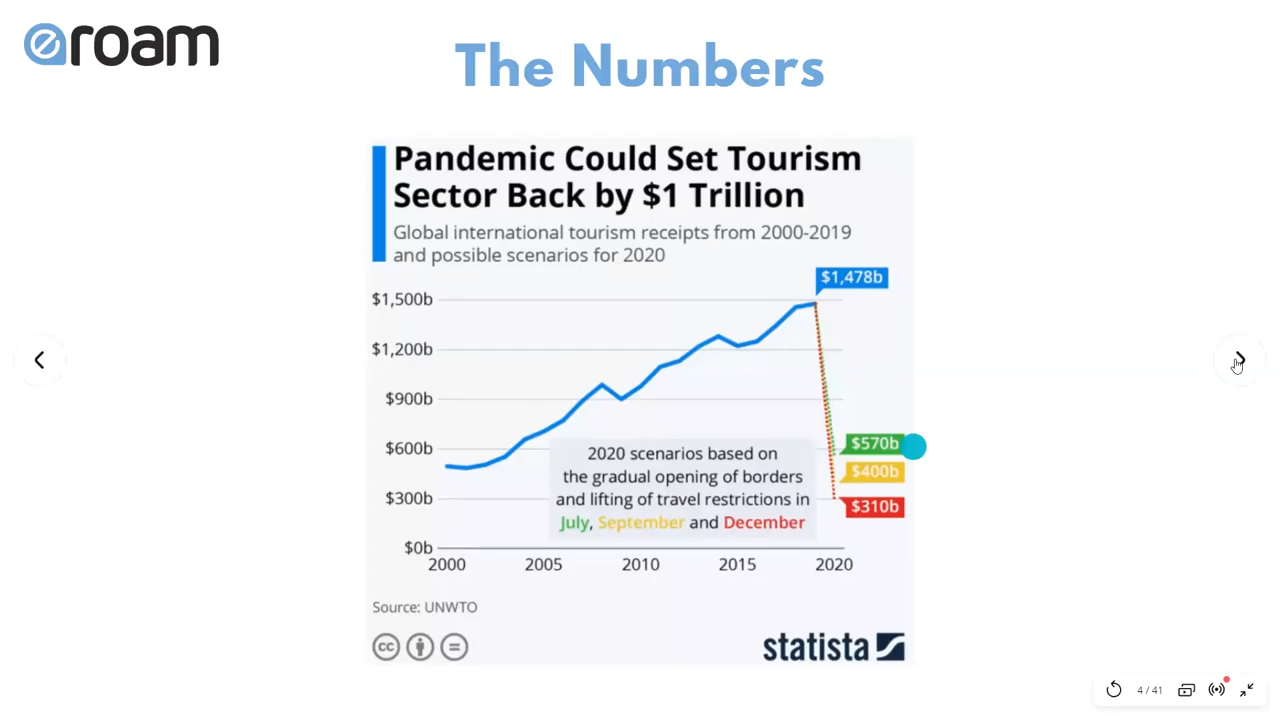 eroam
The Numbers
Pandemic Could Set Tourism
Sector Back by $1 Trillion
Global international tourism receipts from 2000-2019
and possible scenarios for 2020
$1,478b
$1,500b
$1,200b
$900b
$600b
$300b
$0b
$570b
$400b
$310b
2020 scenarios based on
the gradual opening of borders
and lifting of travel restrictions in
July, September and December
2000 2005 2010 2015 2020
Source: UNWTO
cc
statista
4 / 41